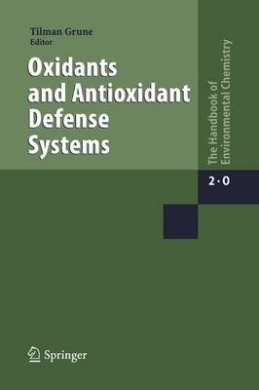 Tilman Grune
Editor
Oxidants
and Antioxidant
Defense
Systems
The Handbook of
Environmental Chemistry
2·O
Springer